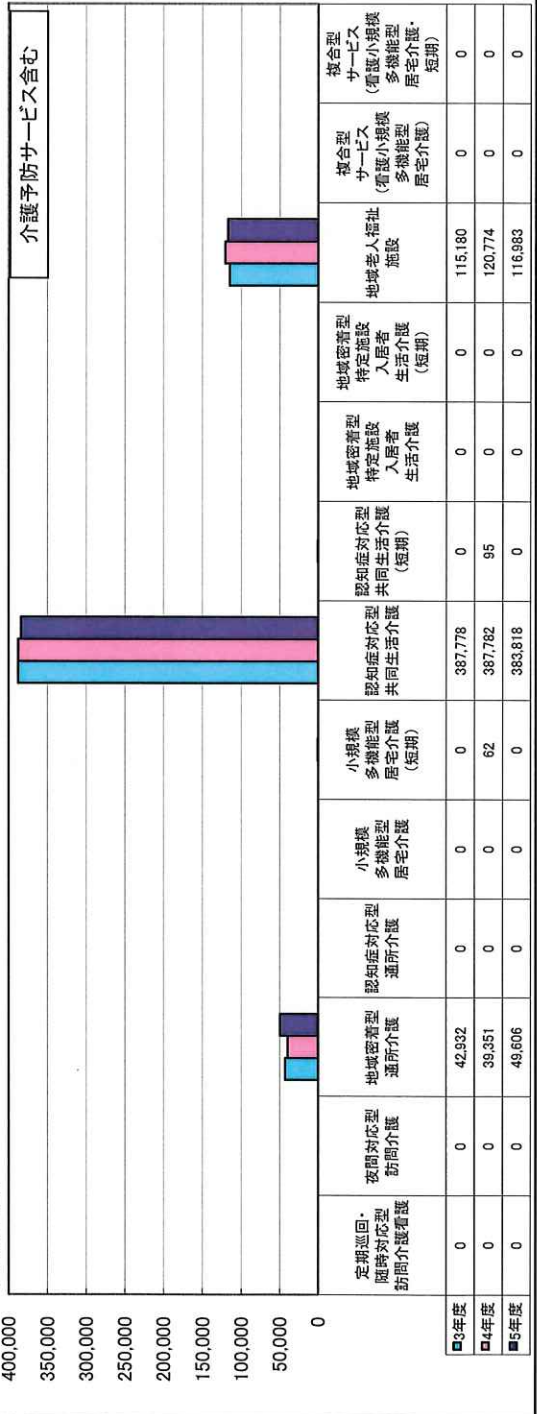 介護予防サービス含む
400,000
350,000
300,000
250,000
200,000
150,000
100,000
50,000
0
定期巡回・
随時対応型
訪問介護看護
夜間対応型
訪問介護
地域密着型
通所介護
認知症対応型
通所介護
小規模
多機能型
居宅介護
小規模
多機能型
居宅介護
(短期)
認知症対応型
共同生活介護
認知症対応型
共同生活介護
(短期)
地域密着型
特定施設
入居者
生活介護
地域密着型
特定施設
入居者
生活介護
(短期)
地域老人福祉
施設
複合型
サービス
(看護小規模
多機能型
居宅介護)
複合型
サービス
(看護小規模
多機能型
居宅介護・
短期)
3年度 0 0 42,932 0 0 0 387,778 0 0 0 115,180 0 0
4年度 0 0 39,351 0 0 62 387,782 95 0 0 120,774 0 0
5年度 0 0 49,606 0 0 0 383,818 0 0 0 116,983 0 0